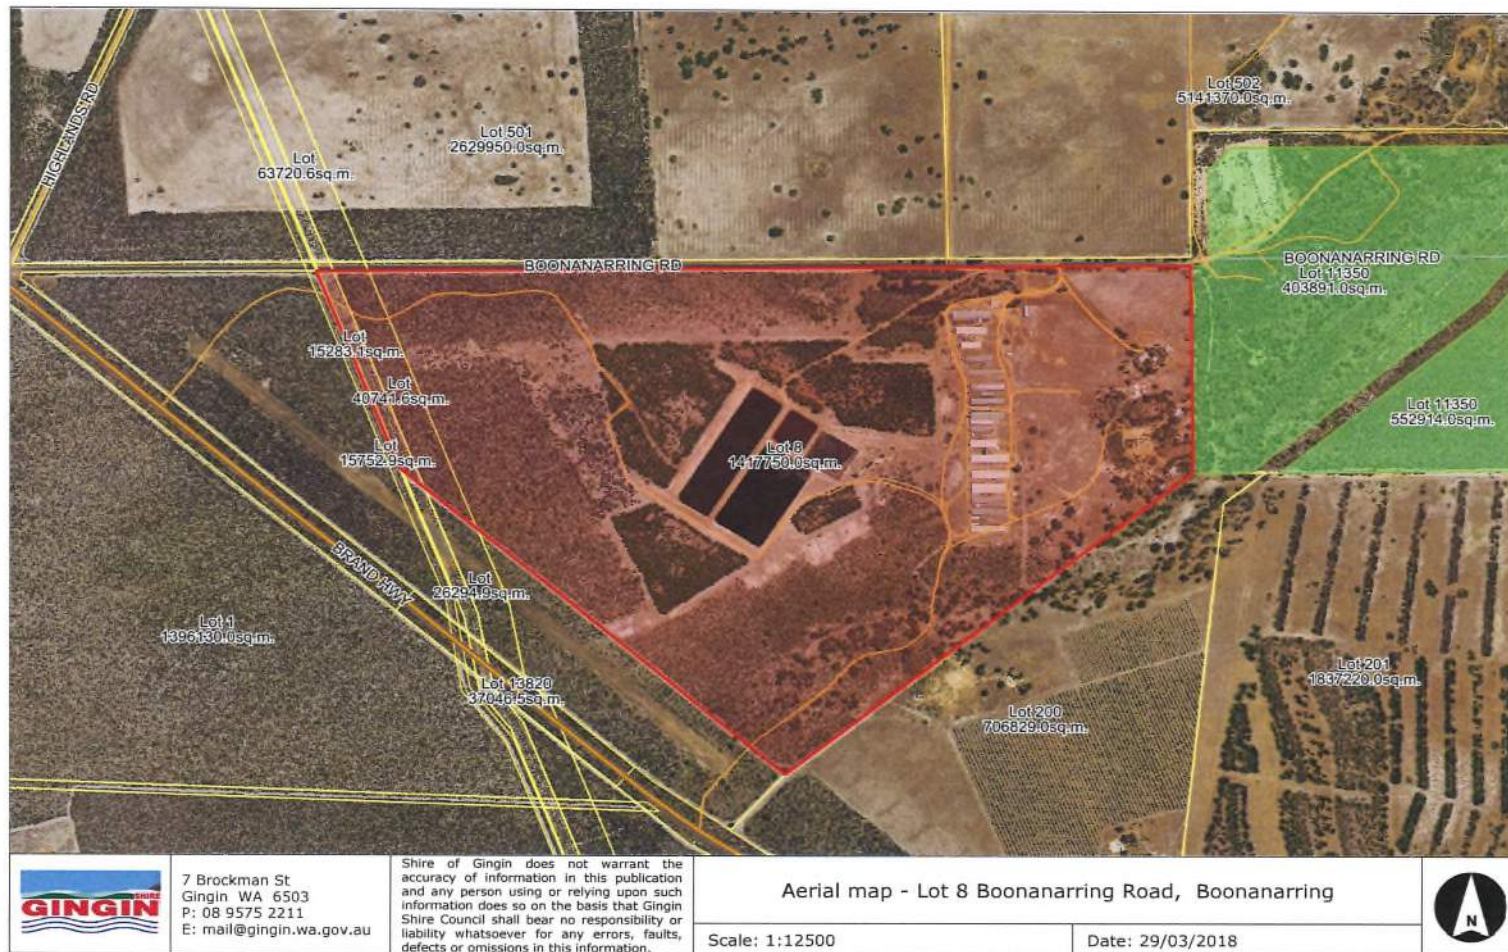 HIGHLANDS RD
Lot
63720.6sq.m.
Lot 501
2629950.0sq.m.
Lot 502
5141370.0sq.m.
BOONANARRING RD
BOONANARRING RD
Lot 11350
403891.0sq.m.
Lot
15283.1sq.m.
Lot
40741.6sq.m.
Lot
15752.9sq.m.
Lot 8
1417750.0sq.m.
Lot 11350
552914.0sq.m.
BRAND HWY
Lot
26294.9sq.m.
Lot 1
1396130.0sq.m.
Lot 13820
37046.5sq.m.
Lot 200
706829.0sq.m.
Lot 201
1837220.0sq.m.
SHIRE
GINGIN
7 Brockman St
Gingin WA 6503
P: 08 9575 2211
E: mail@gingin.wa.gov.au
Shire of Gingin does not warrant the
accuracy of information in this publication
and any person using or relying upon such
information does so on the basis that Gingin
Shire Council shall bear no responsibility or
liability whatsoever for any errors, faults,
defects or omissions in this information.
Aerial map - Lot 8 Boonanarring Road, Boonanarring
Scale: 1:12500
Date: 29/03/2018
N